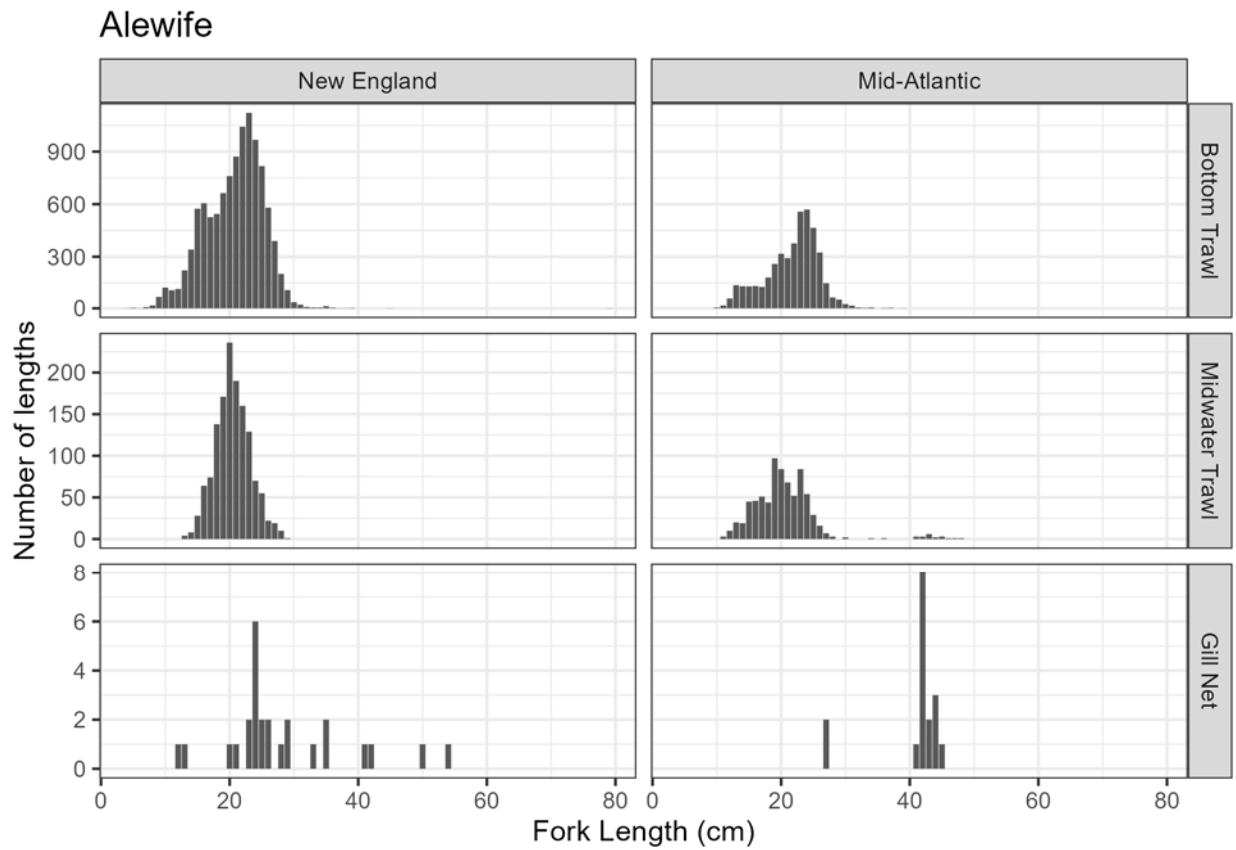 Alewife
New England
Mid-Atlantic
Number of lengths
900
600
300
0
Bottom Trawl
200
150
100
50
0
Midwater Trawl
8
6
4
2
0
Gill Net
0 20 40 60 80 0 20 40 60 80
Fork Length (cm)